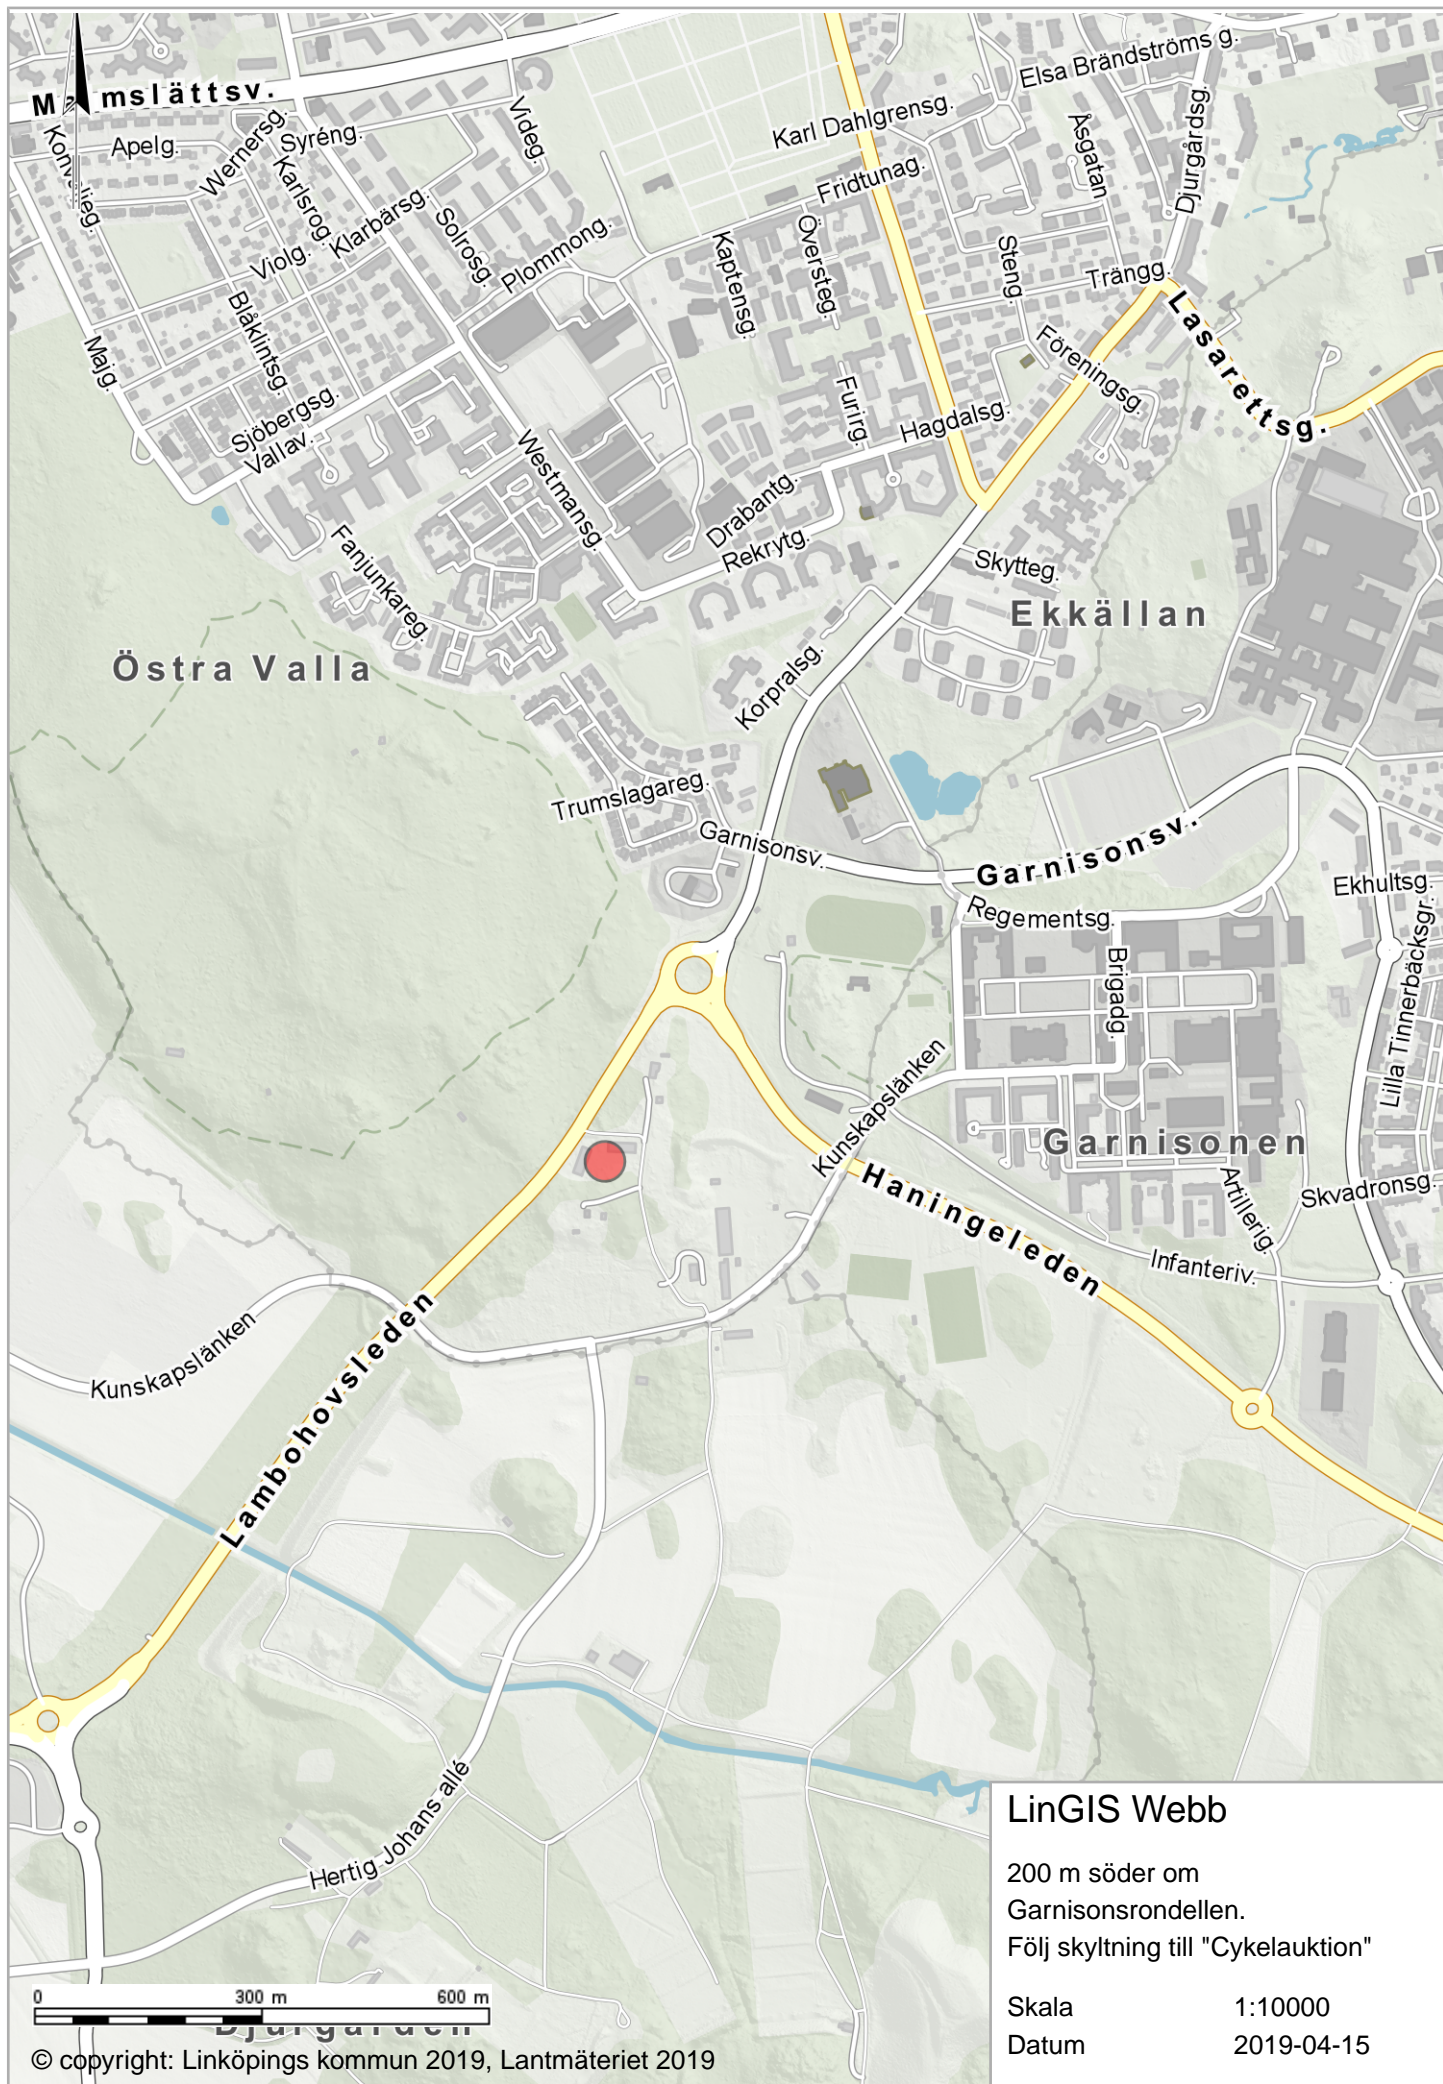 Malmslättsv.
Elsa Brändströms g.
Karl Dahlgrensg.
Djurgårdsg.
Åsgatan
Videg.
Syréng.
Wernersg.
Apelg.
Konvaljeg.
Karlsrog.
Klarbärsg.
Solrosg.
Plommong.
Fridtunag.
Översteg.
Kaptensg.
Steng.
Trängg.
Violg.
Blåklintsg.
Majg.
Lasarettsg.
Föreningsg.
Furirg.
Hagdalsg.
Sjöbergsg.
Vallav.
Westmansg.
Drabantg.
Rekrytg.
Skytteg.
Fanjunkareg.
Ekkällan
Östra Valla
Korpralsg.
Trumslagareg.
Garnisonsv.
Garnisonsv.
Ekhultsg.
Regementsg.
Brigadg.
Lilla Tinnerbäcksgr.
Kunskapslänken
Garnisonen
Haningeleden
Artillerig.
Skvadronsg.
Infanteriv.
Kunskapslänken
Lambohovsleden
Hertig Johans allé
Djurgården
LinGIS Webb
200 m söder om
Garnisonsrondellen.
Följ skyltning till "Cykelauktion"
Skala 1:10000
Datum 2019-04-15
0 300 m 600 m
© copyright: Linköpings kommun 2019, Lantmäteriet 2019